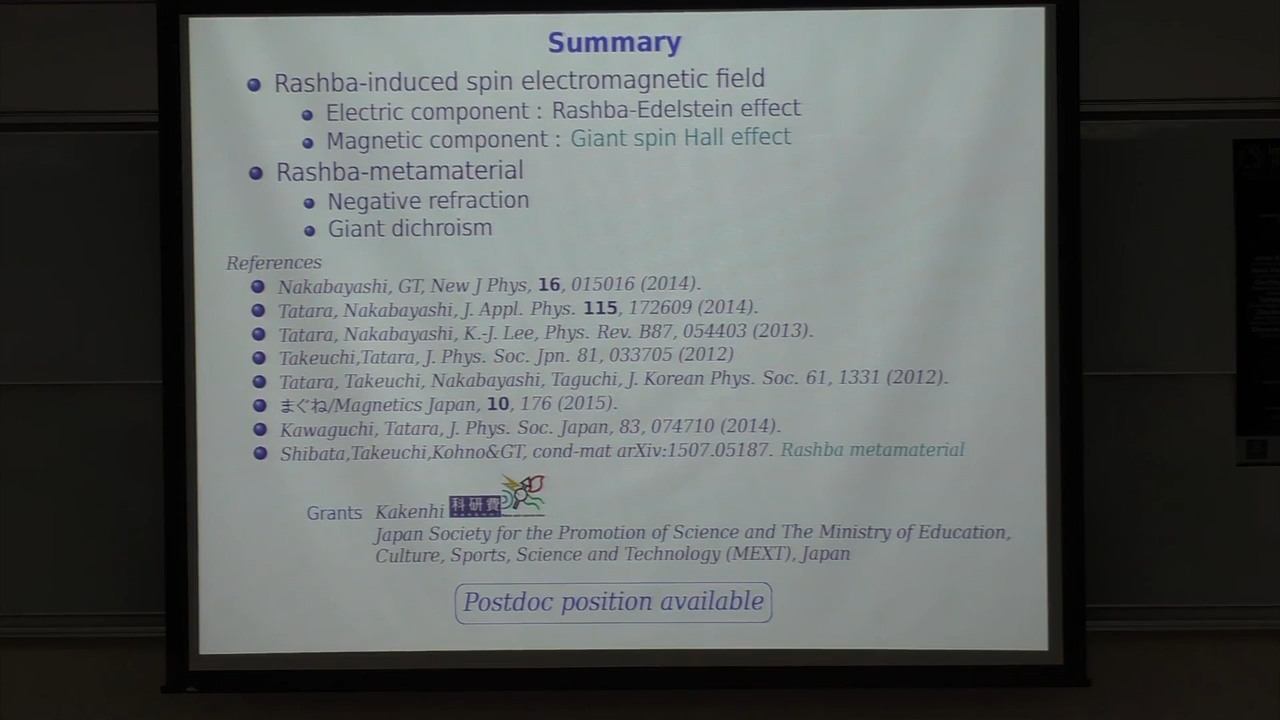 Summary
Rashba-induced spin electromagnetic field
Electric component : Rashba-Edelstein effect
Magnetic component : Giant spin Hall effect
Rashba-metamaterial
Negative refraction
Giant dichroism
References
Nakabayashi, GT, New J Phys, 16, 015016 (2014).
Tatara, Nakabayashi, J. Appl. Phys. 115, 172609 (2014).
Tatara, Nakabayashi, K.-J. Lee, Phys. Rev. B87, 054403 (2013).
Takeuchi,Tatara, J. Phys. Soc. Jpn. 81, 033705 (2012)
Tatara, Takeuchi, Nakabayashi, Taguchi, J. Korean Phys. Soc. 61, 1331 (2012).
まぐね/Magnetics Japan, 10, 176 (2015).
Kawaguchi, Tatara, J. Phys. Soc. Japan, 83, 074710 (2014).
Shibata,Takeuchi,Kohno&GT, cond-mat arXiv:1507.05187. Rashba metamaterial
Grants Kakenhi 科研費
Japan Society for the Promotion of Science and The Ministry of Education,
Culture, Sports, Science and Technology (MEXT), Japan
Postdoc position available